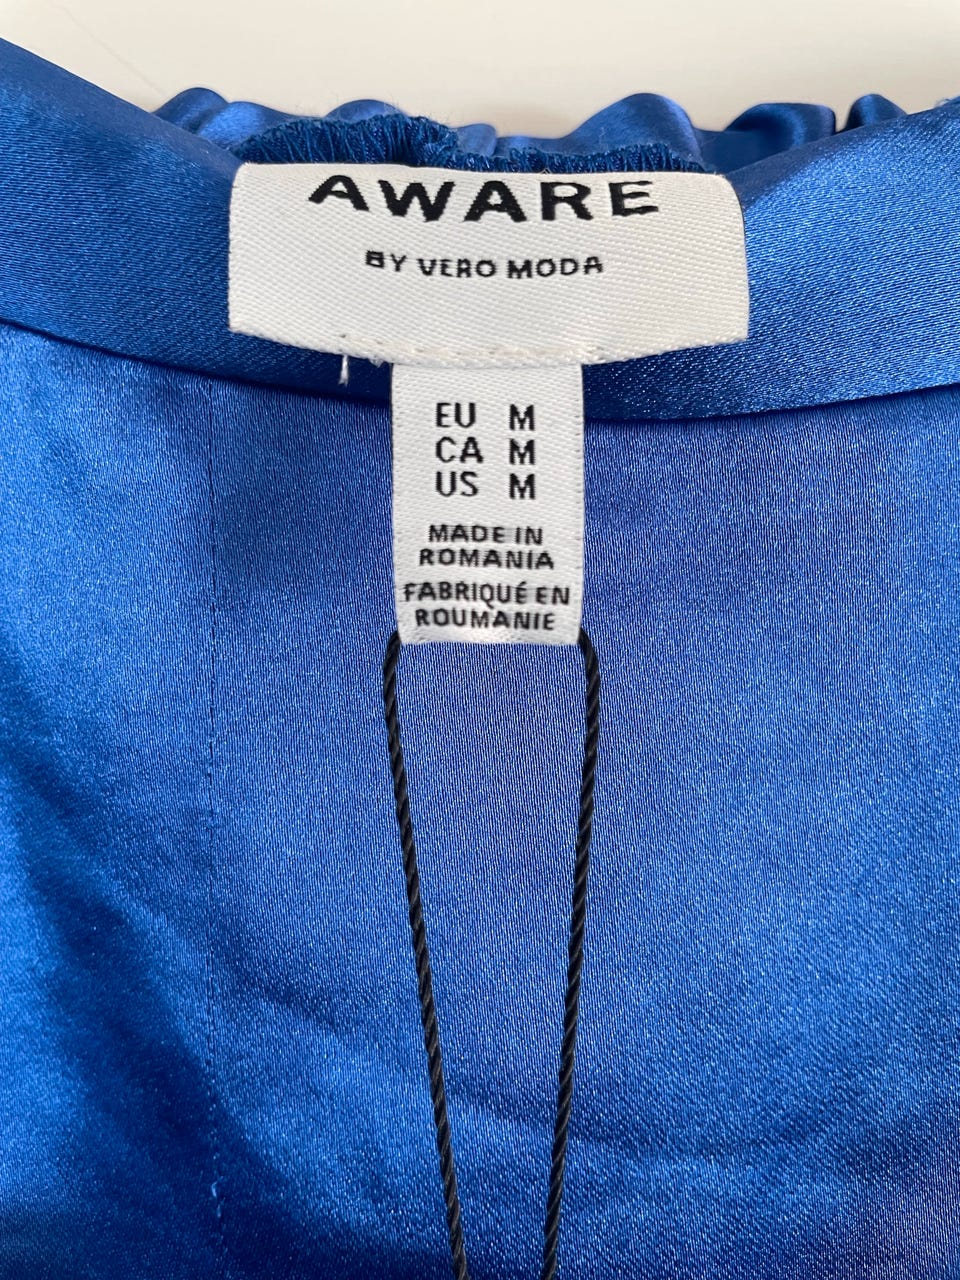 AWARE
BY VERO MODA
EU M
CA M
US M
MADE IN
ROMANIA
FABRIQUÉ EN
ROUMANIE